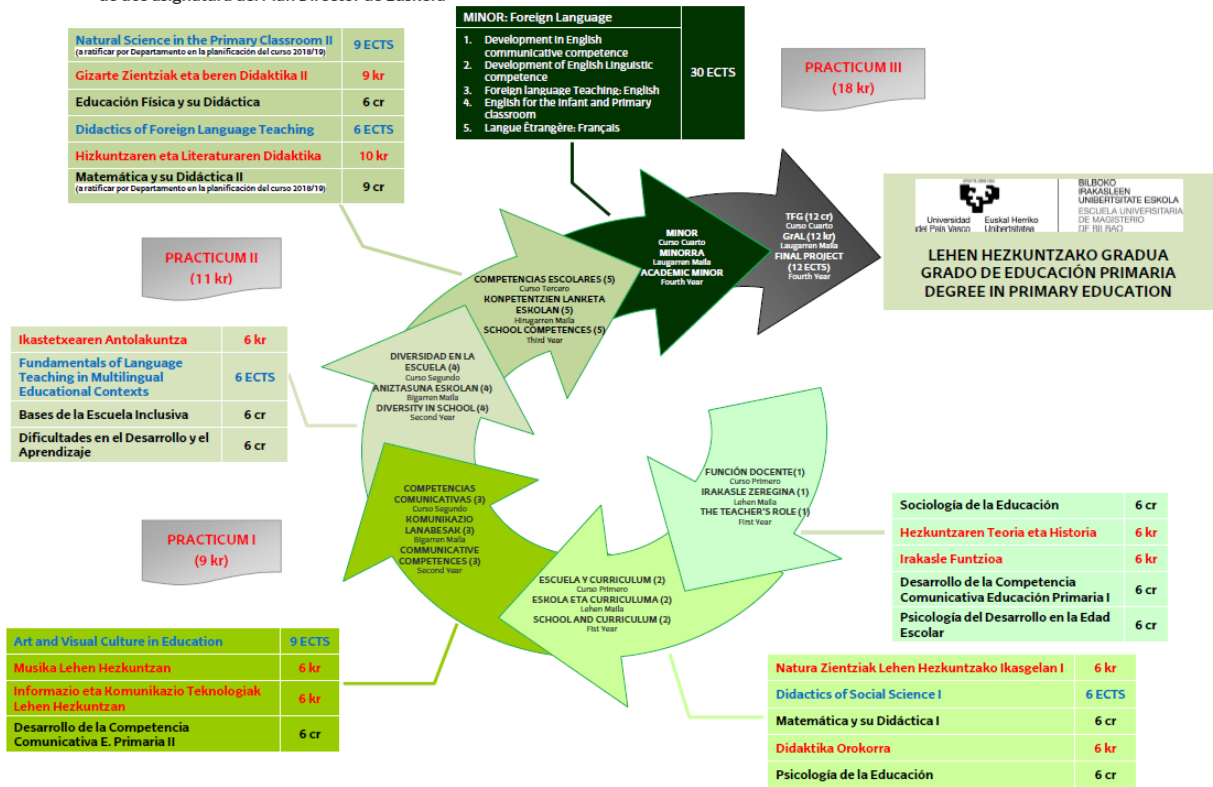 de dos asignatura del Plan Director de Euskera
Natural Science in the Primary Classroom II
(a ratificar por Departamento en la planificación del curso 2018/19)
9 ECTS
Gizarte Zientziak eta beren Didaktika II
9 kr
Educación Física y su Didáctica
6 cr
Didactics of Foreign Language Teaching
6 ECTS
Hizkuntzaren eta Literaturaren Didaktika
10 kr
Matemática y su Didáctica II
(a ratificar por Departamento en la planificación del curso 2018/19)
9 cr
MINOR: Foreign Language
1. Development in English
communicative competence
2. Development of English Linguistic
competence
3. Foreign language Teaching: English
4. English for the Infant and Primary
classroom
5. Langue Étrangère: Français
30 ECTS
PRACTICUM III
(18 kr)
Universidad
del País Vasco
Euskal Herriko
Unibertsitatea
BILBOKO
IRAKASLEEN
UNIBERTSITATE ESKOLA
ESCUELA UNIVERSITARIA
DE MAGISTERIO
DE BILBAO
LEHEN HEZKUNTZAKO GRADUA
GRADO DE EDUCACIÓN PRIMARIA
DEGREE IN PRIMARY EDUCATION
TFG (12 cr)
Curso Cuarto
GrAL (12 kr)
Laugarren Maila
FINAL PROJECT
(12 ECTS)
Fourth Year
MINOR
Curso Cuarto
MINORRA
Laugarren Maila
ACADEMIC MINOR
Fourth Year
COMPETENCIAS ESCOLARES (5)
Curso Tercero
KONPETENTZIEN LANKETA
ESKOLAN (5)
Hirugarren Maila
SCHOOL COMPETENCES (5)
Third Year
PRACTICUM II
(11 kr)
Ikastetxearen Antolakuntza
6 kr
Fundamentals of Language
Teaching in Multilingual
Educational Contexts
6 ECTS
Bases de la Escuela Inclusiva
6 cr
Dificultades en el Desarrollo y el
Aprendizaje
6 cr
DIVERSIDAD EN LA
ESCUELA (4)
Curso Segundo
ANIZTASUNA ESKOLAN (4)
Bigarren Maila
DIVERSITY IN SCHOOL (4)
Second Year
FUNCIÓN DOCENTE(1)
Curso Primero
IRAKASLE ZEREGINA (1)
Lehen Maila
THE TEACHER'S ROLE (1)
First Year
COMPETENCIAS
COMUNICATIVAS (3)
Curso Segundo
KOMUNIKAZIO
LANABESAK (3)
Bigarren Maila
COMMUNICATIVE
COMPETENCES (3)
Second Year
Sociología de la Educación
6 cr
Hezkuntzaren Teoria eta Historia
6 kr
Irakasle Funtzioa
6 kr
Desarrollo de la Competencia
Comunicativa Educación Primaria I
6 cr
Psicología del Desarrollo en la Edad
Escolar
6 cr
PRACTICUM I
(9 kr)
ESCUELA Y CURRICULUM (2)
Curso Primero
ESKOLA ETA CURRICULUMA (2)
Lehen Maila
SCHOOL AND CURRICULUM (2)
Fist Year
Art and Visual Culture in Education
9 ECTS
Musika Lehen Hezkuntzan
6 kr
Informazio eta Komunikazio Teknologiak
Lehen Hezkuntzan
6 kr
Desarrollo de la Competencia
Comunicativa E. Primaria II
6 cr
Natura Zientziak Lehen Hezkuntzako Ikasgelan I
6 kr
Didactics of Social Science I
6 ECTS
Matemática y su Didáctica I
6 cr
Didaktika Orokorra
6 kr
Psicología de la Educación
6 cr